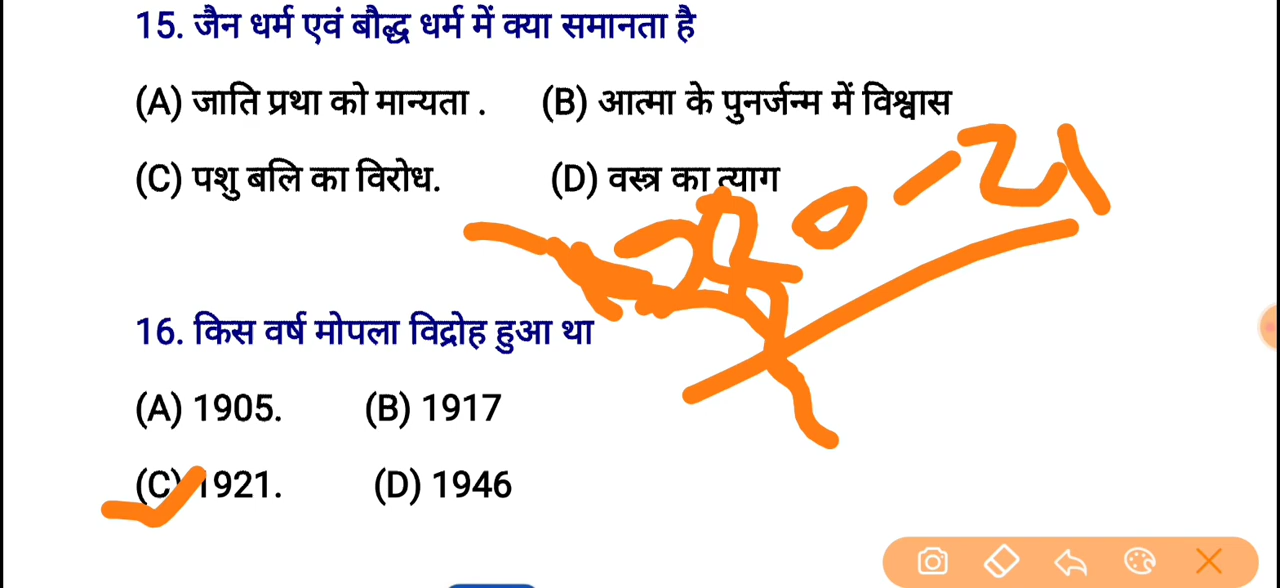 15. जैन धर्म एवं बौद्ध धर्म में क्या समानता है
(A) जाति प्रथा को मान्यता . (B) आत्मा के पुनर्जन्म में विश्वास
(C) पशु बलि का विरोध. (D) वस्त्र का त्याग
16. किस वर्ष मोपला विद्रोह हुआ था
(A) 1905. (B) 1917
(C) 1921. (D) 1946